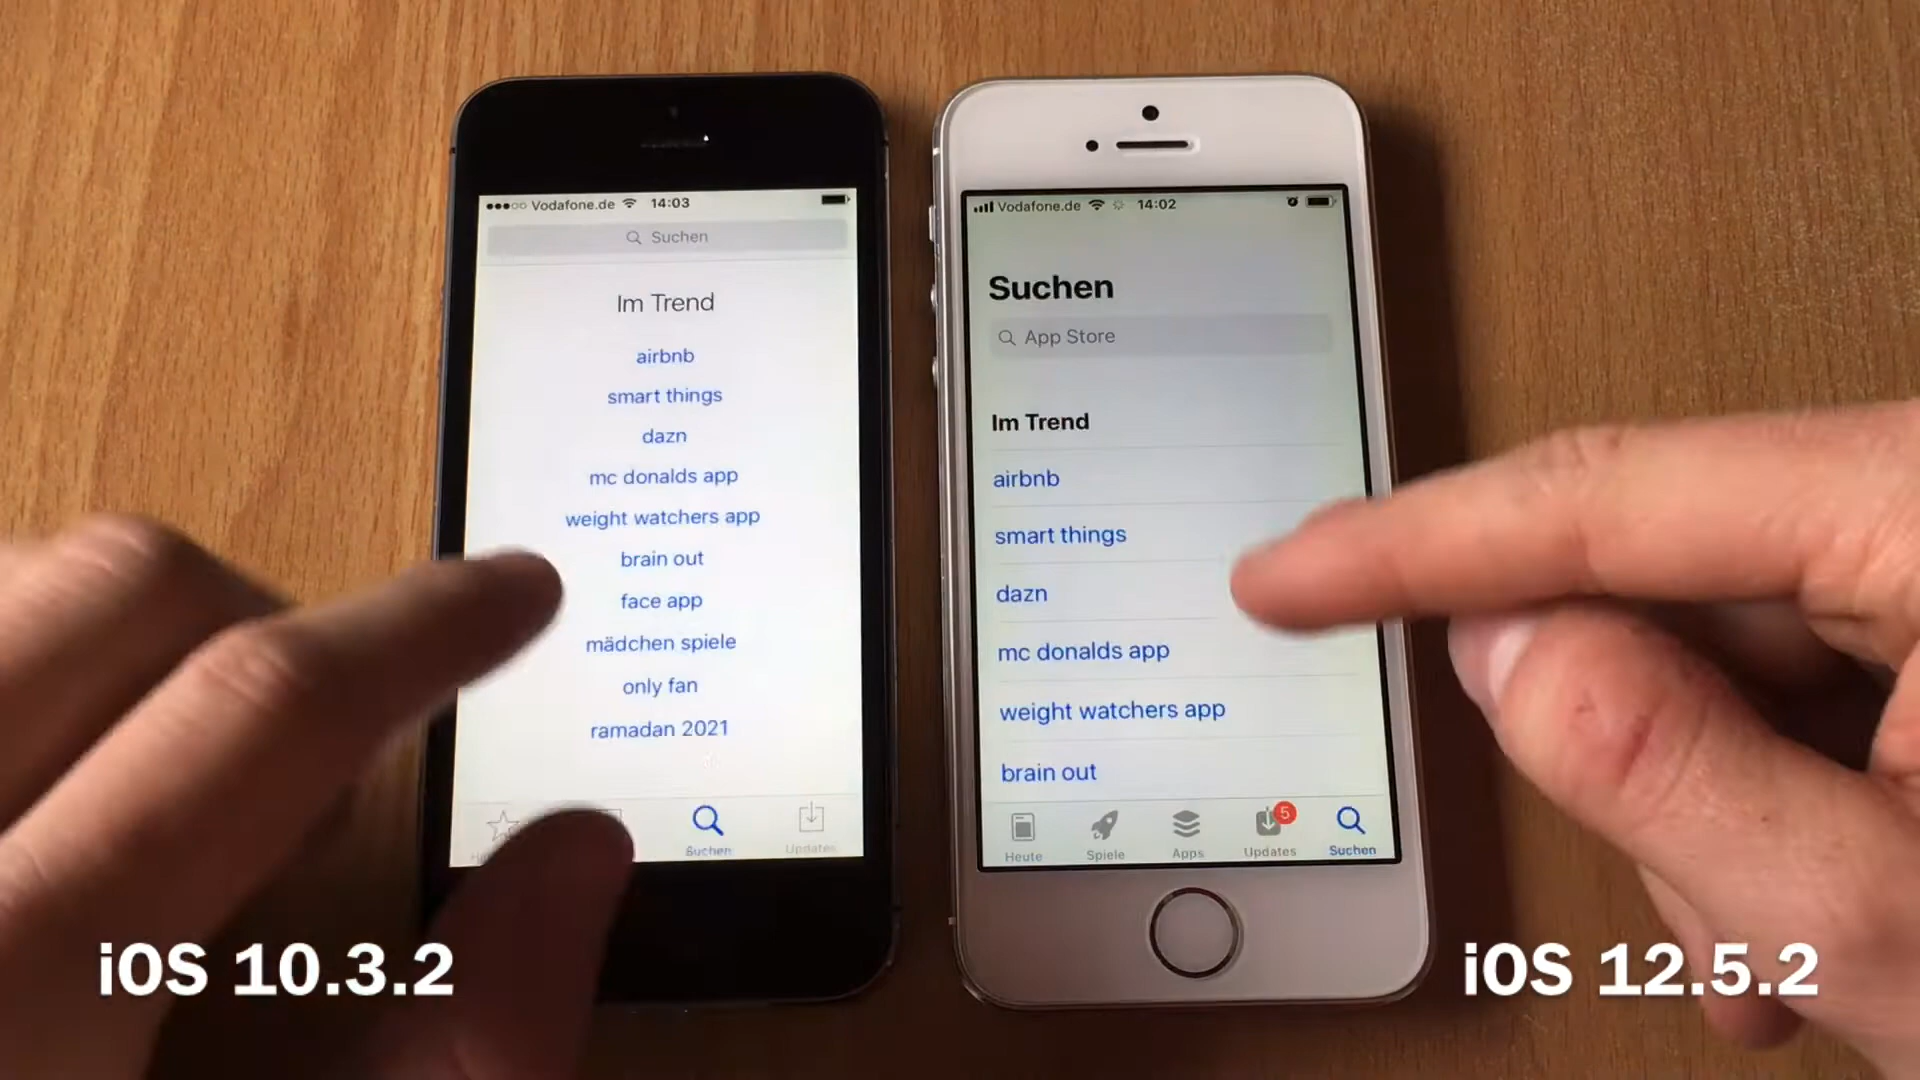 Vodafone.de 14:03
Suchen
Im Trend
airbnb
smart things
dazn
mc donalds app
weight watchers app
brain out
face app
mädchen spiele
only fan
ramadan 2021
Suchen
Updates
iOS 10.3.2
Vodafone.de 14:02
Suchen
App Store
Im Trend
airbnb
smart things
dazn
mc donalds app
weight watchers app
brain out
5
Heute Spiele Apps Updates Suchen
iOS 12.5.2